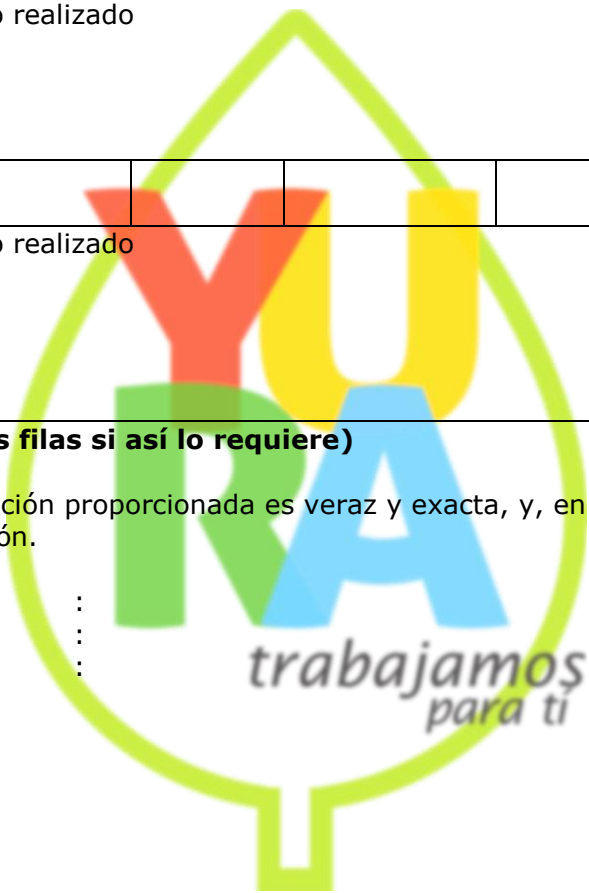 o realizado
o realizado
s filas si así lo requiere)
ción proporcionada es veraz y exacta, y, en
ón.
:
:
:
YU
RA
trabajamos
para ti